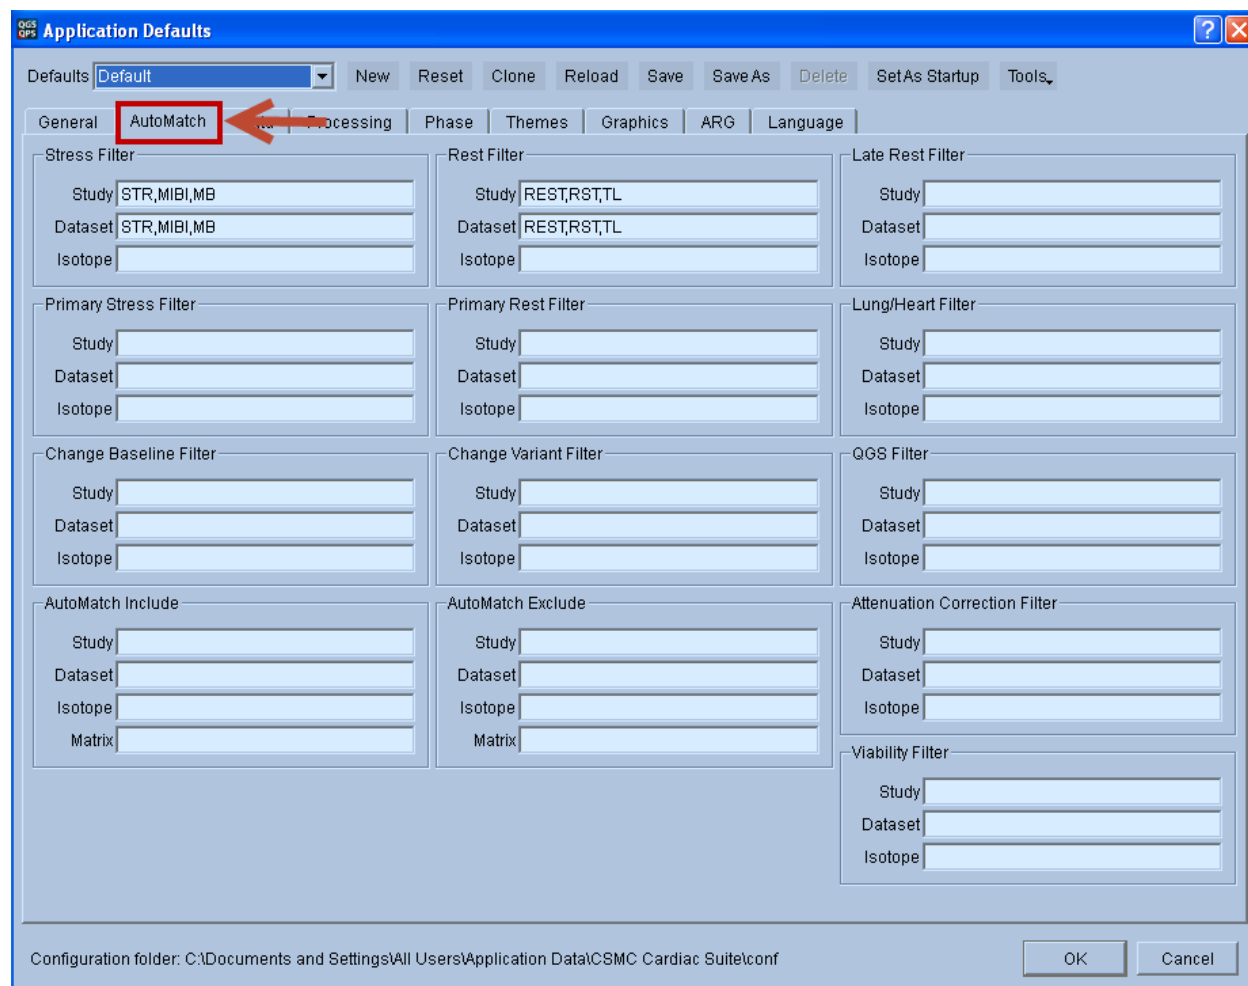 QGS QPS Application Defaults
Defaults Default New Reset Clone Reload Save Save As Delete Set As Startup Tools
General AutoMatch Phase Themes Graphics ARG Language
Stress Filter Rest Filter Late Rest Filter
Study STR,MIBI,MB Study REST,RST,TL Study
Dataset STR,MIBI,MB Dataset REST,RST,TL Dataset
Isotope Isotope Isotope
Primary Stress Filter Primary Rest Filter Lung/Heart Filter
Study Study Study
Dataset Dataset Dataset
Isotope Isotope Isotope
Change Baseline Filter Change Variant Filter QGS Filter
Study Study Study
Dataset Dataset Dataset
Isotope Isotope Isotope
AutoMatch Include AutoMatch Exclude Attenuation Correction Filter
Study Study Study
Dataset Dataset Dataset
Isotope Isotope Isotope
Matrix Matrix
Viability Filter
Study
Dataset
Isotope
Configuration folder: C:\Documents and Settings\All Users\Application Data\CSMC Cardiac Suite\conf OK Cancel